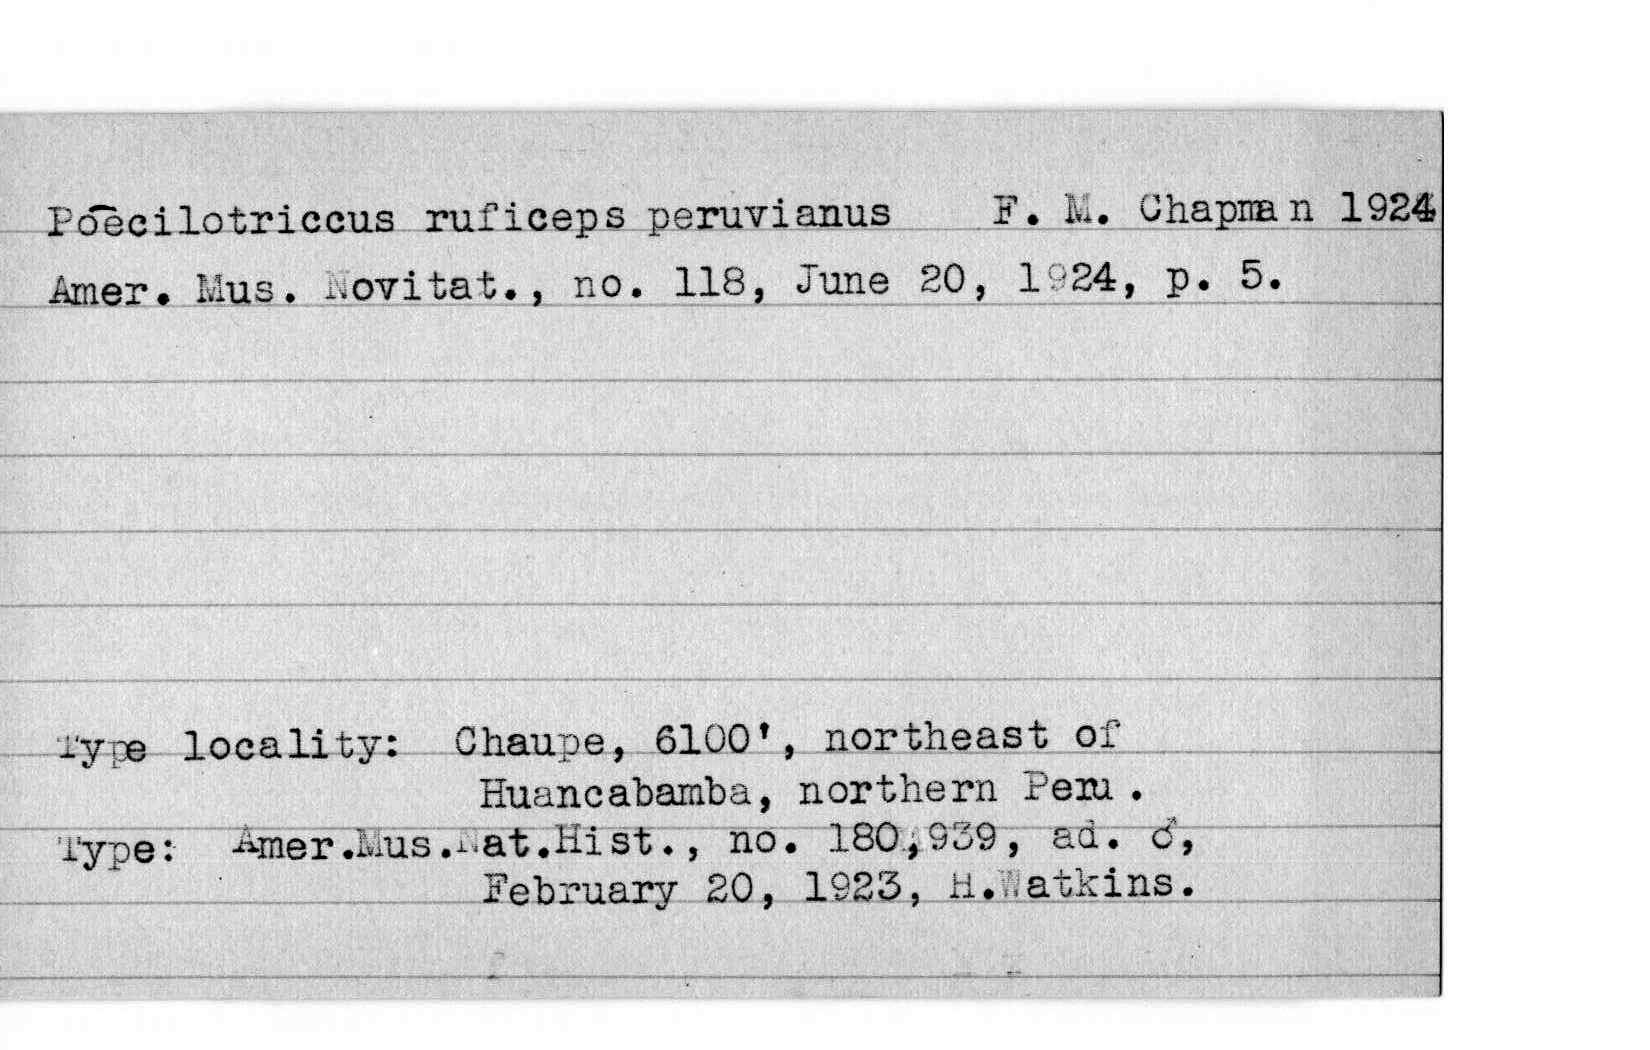 Poecilotriccus ruficeps peruvianus F. M. Chapman 1924
Amer. Mus. Novitat., no. 118, June 20, 1924, p. 5.
Type locality: Chaupe, 6100', northeast of
Huancabamba, northern Peru.
Type: Amer.Mus.Nat.Hist., no. 180,939, ad. ♂,
February 20, 1923, H.Watkins.